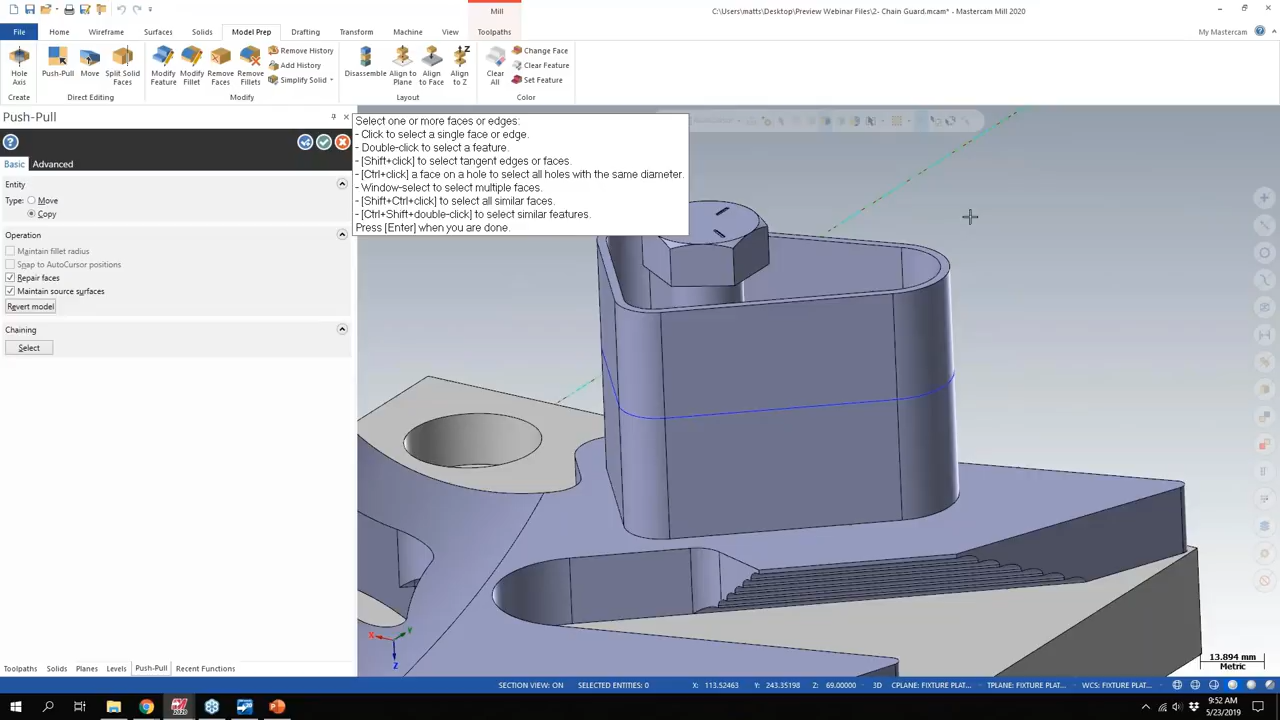 Mill
C:\Users\matts\Desktop\Preview Webinar Files\2- Chain Guard.mcam* - Mastercam Mill 2020
File
Home
Wireframe
Surfaces
Solids
Model Prep
Drafting
Transform
Machine
View
Toolpaths
My Mastercam
Hole Axis
Push-Pull
Move
Split Solid Faces
Modify Feature
Modify Fillet
Remove Faces
Remove Fillets
Remove History
Add History
Simplify Solid
Disassemble
Align to Plane
Align to Face
Align to Z
Clear All
Change Face
Clear Feature
Set Feature
Create
Direct Editing
Modify
Layout
Color
Push-Pull
Basic
Advanced
Entity
Type:
Move
Copy
Operation
Maintain fillet radius
Snap to AutoCursor positions
Repair faces
Maintain source surfaces
Revert model
Chaining
Select
Select one or more faces or edges:
- Click to select a single face or edge.
- Double-click to select a feature.
- [Shift+click] to select tangent edges or faces.
- [Ctrl+click] a face on a hole to select all holes with the same diameter.
- Window-select to select multiple faces.
- [Shift+Ctrl+click] to select all similar faces.
- [Ctrl+Shift+double-click] to select similar features.
Press [Enter] when you are done.
X
Y
Z
13.894 mm
Metric
Toolpaths
Solids
Planes
Levels
Push-Pull
Recent Functions
SECTION VIEW: ON
SELECTED ENTITIES: 0
X: 113.52463
Y: 243.35198
Z: 69.00000
3D
CPLANE: FIXTURE PLAT...
TPLANE: FIXTURE PLAT...
WCS: FIXTURE PLAT...
9:52 AM
5/23/2019